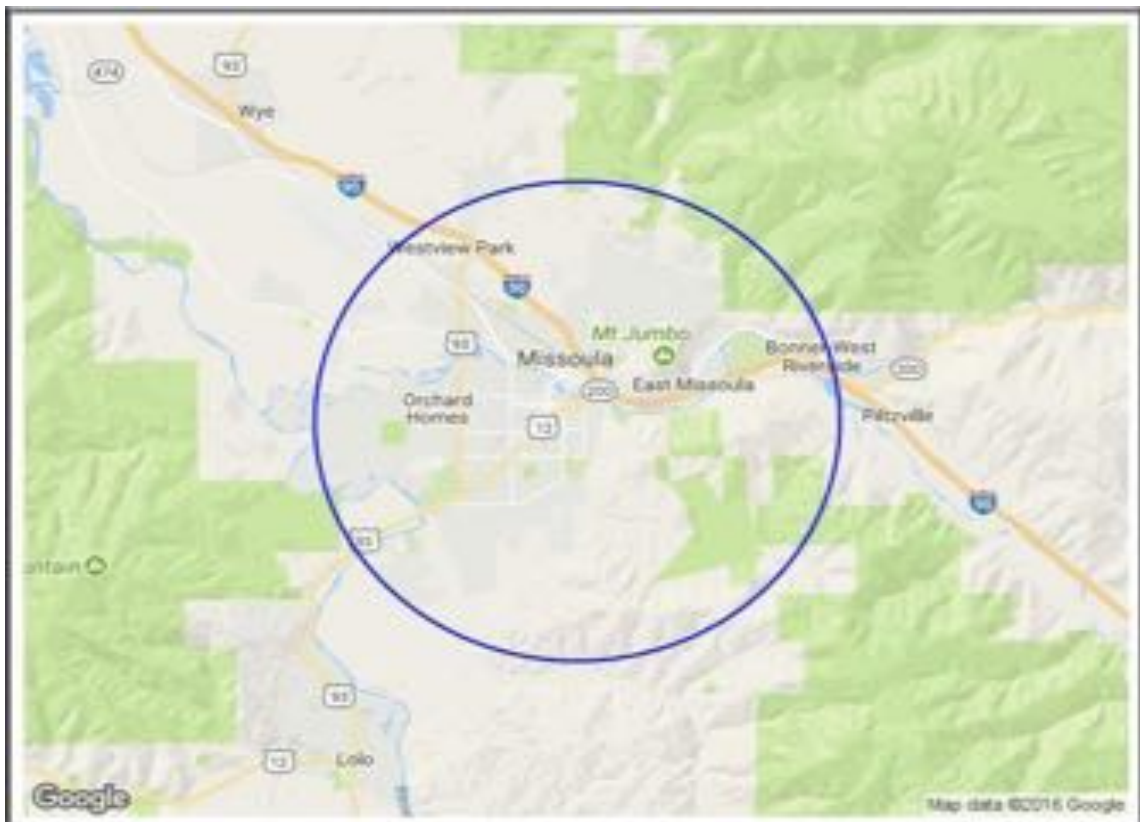 93
474
Wye
90
Westview Park
90
Mt Jumbo
93
Missoula
Bonner-West
Riverside
200
East Missoula
200
Orchard
Homes
Piltzville
12
90
93
untain
93
12
Lolo
Google
Map data ©2016 Google